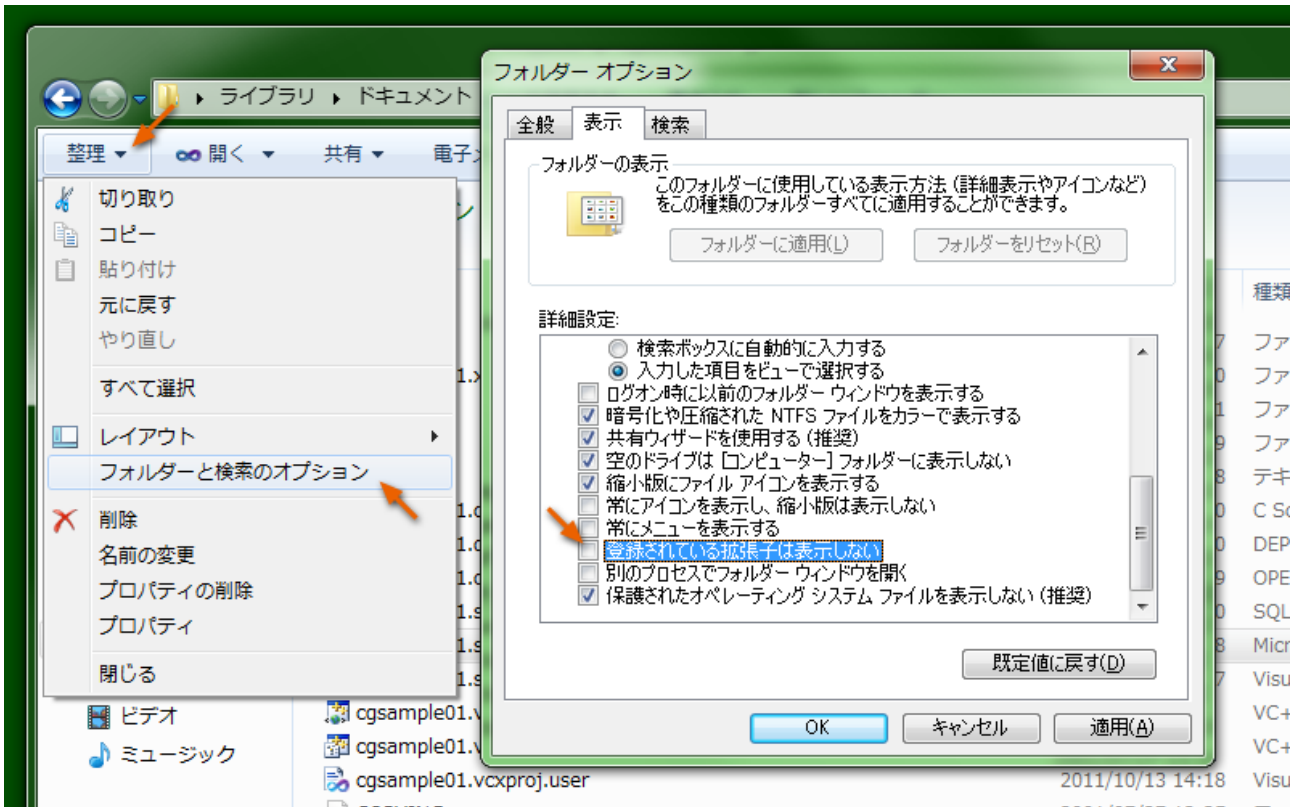 ライブラリ ▶ ドキュメント
整理 ▼ 開く ▼ 共有 ▼ 電子
切り取り
コピー
貼り付け
元に戻す
やり直し
すべて選択
レイアウト
フォルダーと検索のオプション
削除
名前の変更
プロパティの削除
プロパティ
閉じる
ビデオ
ミュージック
フォルダー オプション
全般 表示 検索
フォルダーの表示
このフォルダーに使用している表示方法 (詳細表示やアイコンなど)
をこの種類のフォルダーすべてに適用することができます。
フォルダーに適用(L) フォルダーをリセット(R)
詳細設定:
検索ボックスに自動的に入力する
入力した項目をビューで選択する
ログオン時に以前のフォルダー ウィンドウを表示する
暗号化や圧縮された NTFS ファイルをカラーで表示する
共有ウィザードを使用する (推奨)
空のドライブは [コンピューター] フォルダーに表示しない
縮小版にファイル アイコンを表示する
常にアイコンを表示し、縮小版は表示しない
常にメニューを表示する
登録されている拡張子は表示しない
別のプロセスでフォルダー ウィンドウを開く
保護されたオペレーティング システム ファイルを表示しない (推奨)
既定値に戻す(D)
OK キャンセル 適用(A)
種類
ファ
ファ
ファ
ファ
テキ
C So
DEP
OPE
SQL
Micr
Visu
cgsample01.v VC+
cgsample01.v VC+
cgsample01.vcxproj.user 2011/10/13 14:18 Visu